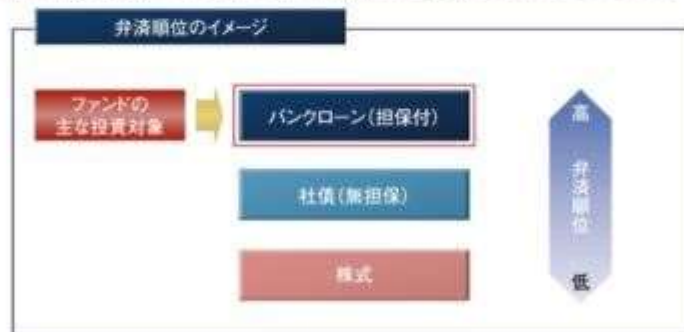 弁済順位のイメージ
ファンドの
主な投資対象
バンクローン(担保付)
社債(無担保)
株式
高
弁済順位
低